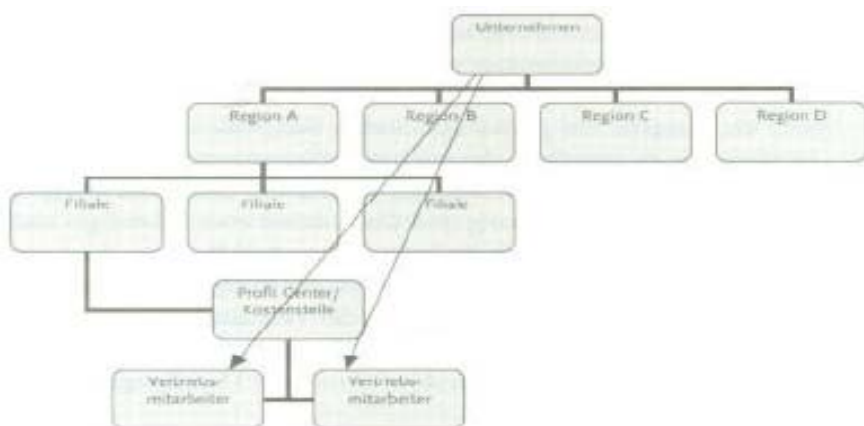 Unternehmen
Region A
Region B
Region C
Region D
Filiale
Filiale
Filiale
Profit Center/
Kostenstelle
Vertriebs-
mitarbeiter
Vertriebs-
mitarbeiter